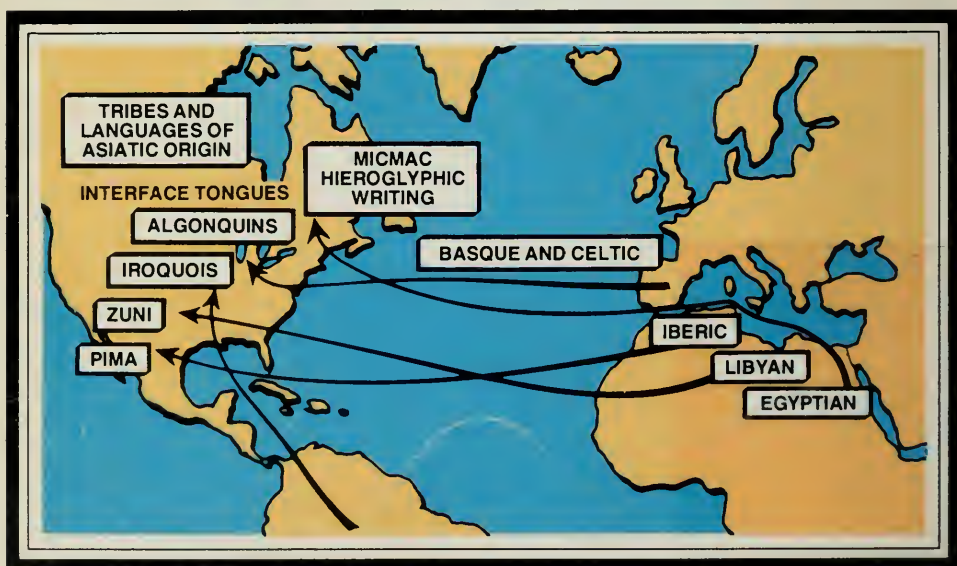 TRIBES AND
LANGUAGES OF
ASIATIC ORIGIN
MICMAC
HIEROGLYPHIC
WRITING
INTERFACE TONGUES
ALGONQUINS
BASQUE AND CELTIC
IROQUOIS
ZUNI
IBERIC
PIMA
LIBYAN
EGYPTIAN